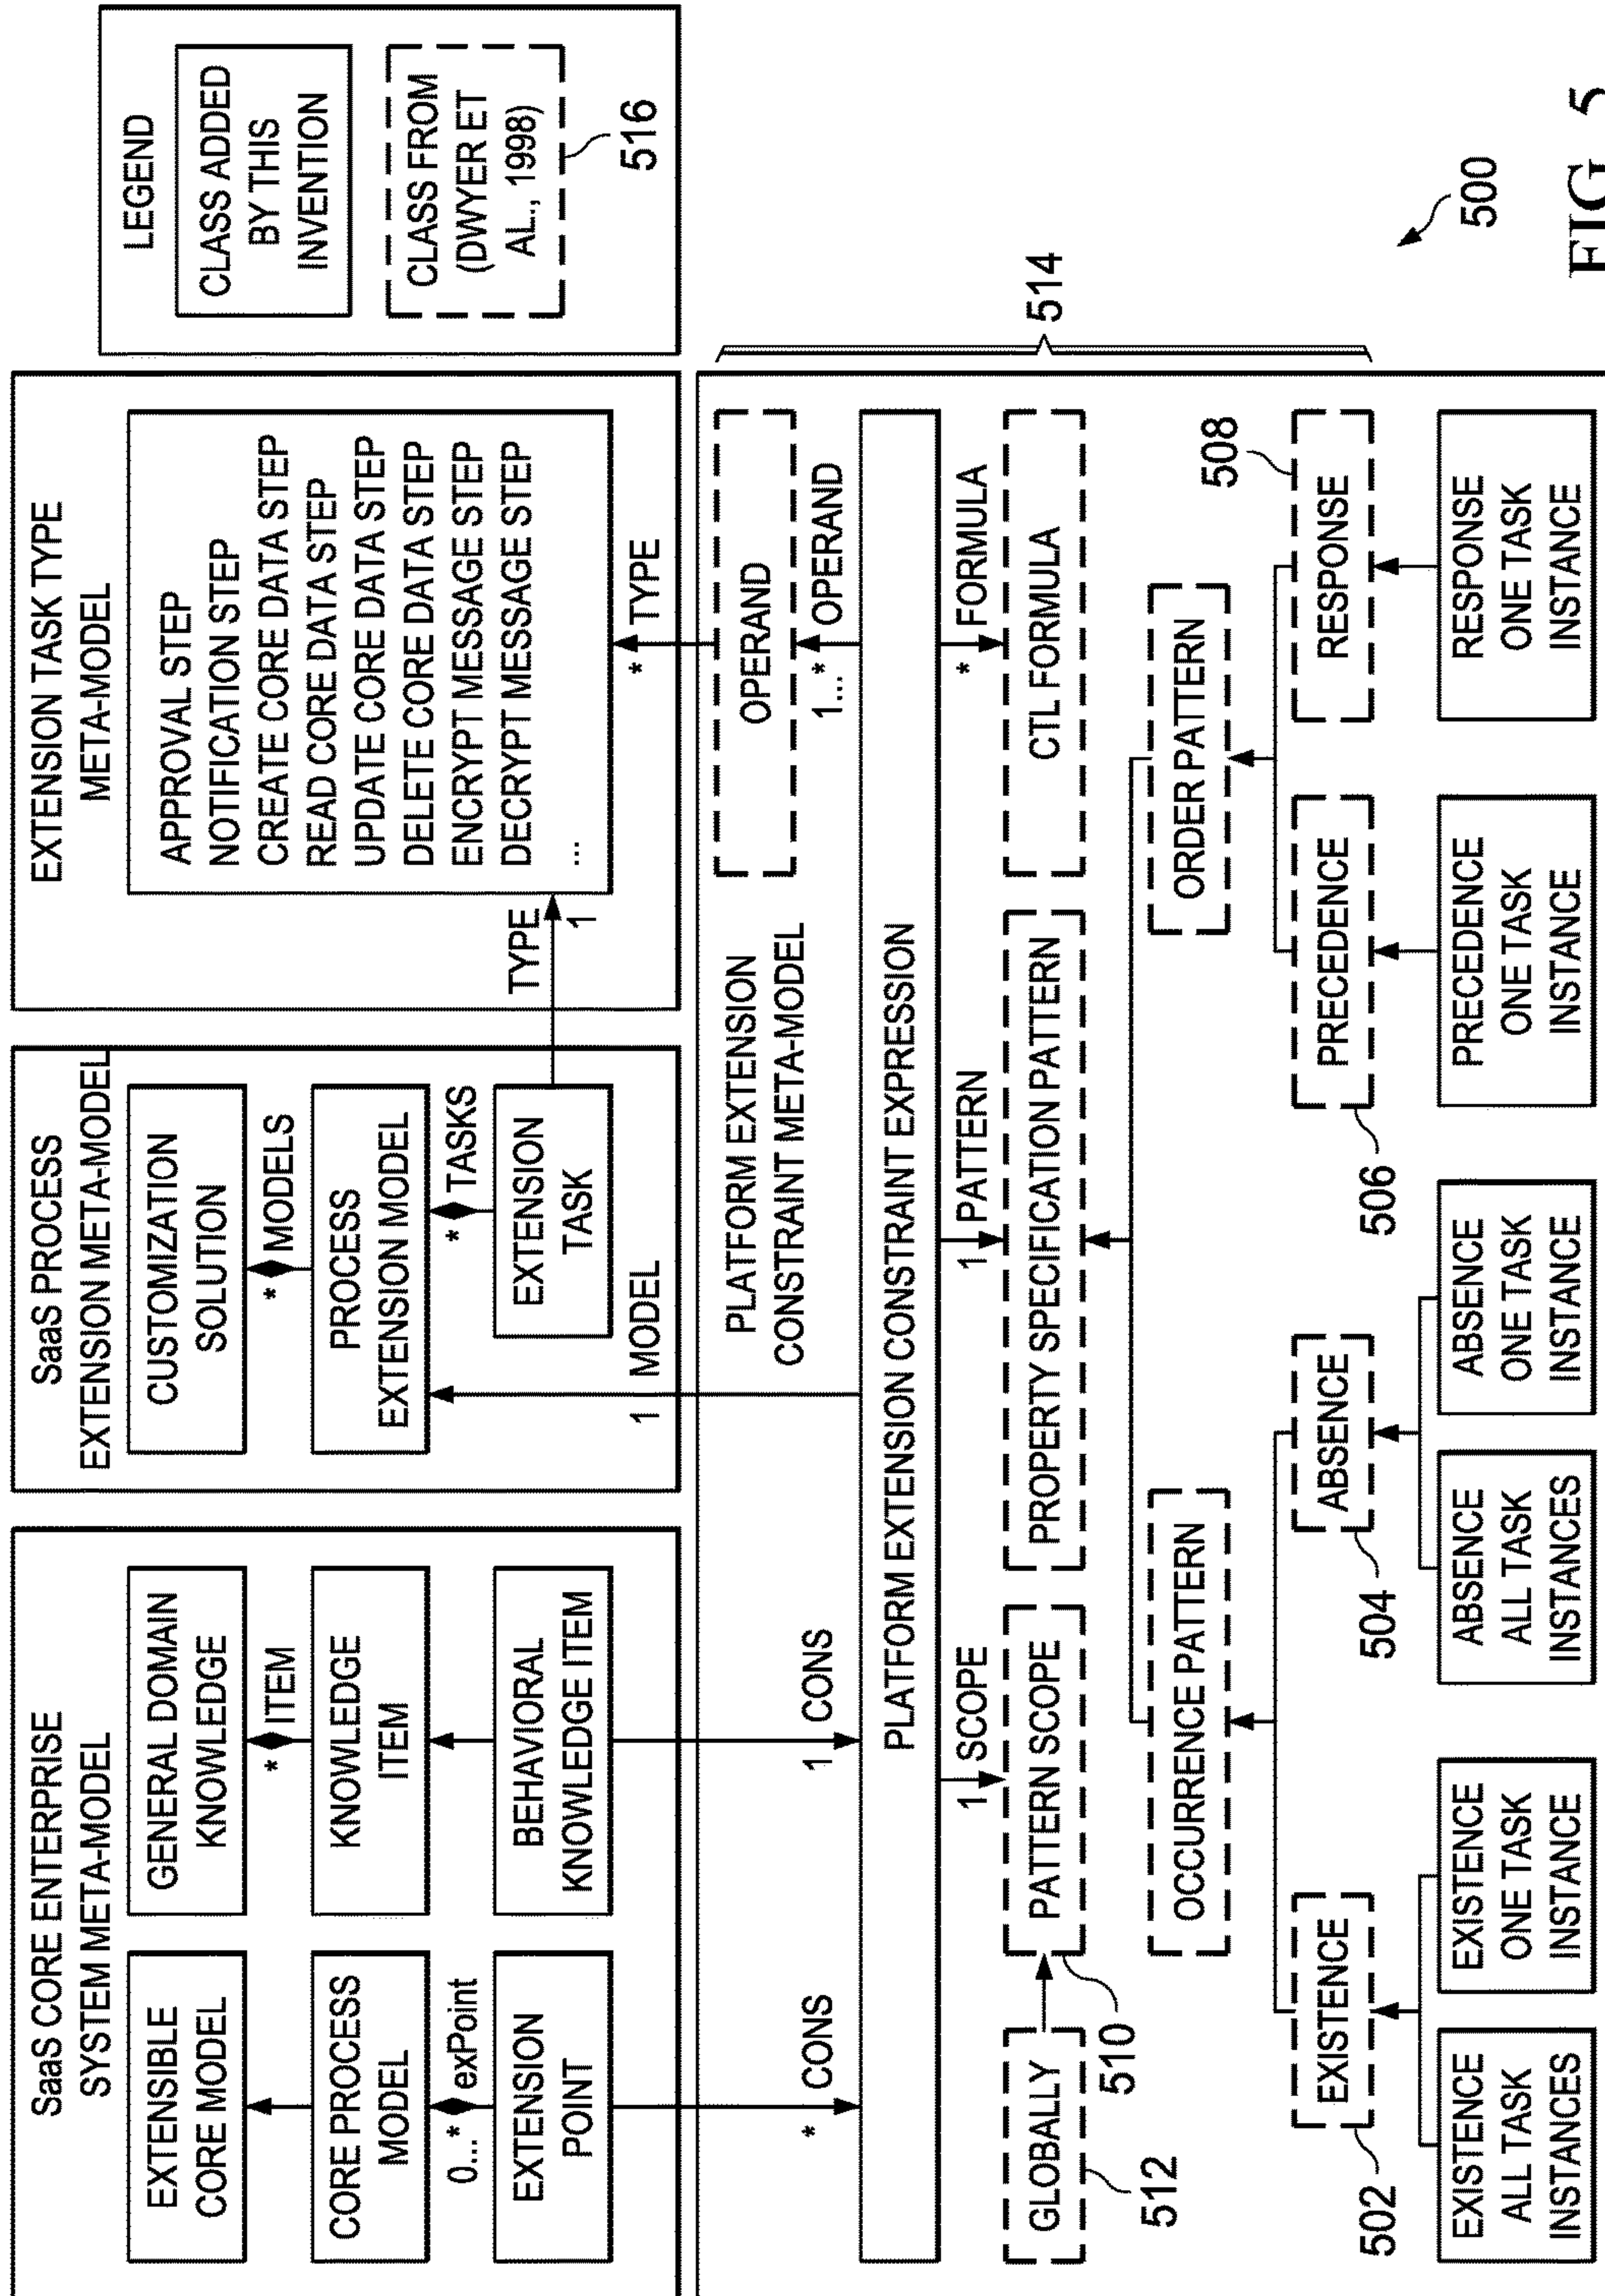 SaaS CORE ENTERPRISE
SYSTEM META-MODEL
EXTENSIBLE
CORE MODEL
CORE PROCESS
MODEL
0...* exPoint
EXTENSION
POINT
GENERAL DOMAIN
KNOWLEDGE
* ITEM
KNOWLEDGE
ITEM
BEHAVIORAL
KNOWLEDGE ITEM
SaaS PROCESS
EXTENSION META-MODEL
CUSTOMIZATION
SOLUTION
* MODELS
PROCESS
EXTENSION MODEL
* TASKS
EXTENSION
TASK
EXTENSION TASK TYPE
META-MODEL
APPROVAL STEP
NOTIFICATION STEP
CREATE CORE DATA STEP
READ CORE DATA STEP
UPDATE CORE DATA STEP
DELETE CORE DATA STEP
ENCRYPT MESSAGE STEP
DECRYPT MESSAGE STEP
...
TYPE
1
LEGEND
CLASS ADDED
BY THIS
INVENTION
CLASS FROM
(DWYER ET
AL., 1998)
516
* CONS
1 CONS
1 MODEL
* TYPE
PLATFORM EXTENSION
CONSTRAINT META-MODEL
OPERAND
1...* OPERAND
PLATFORM EXTENSION CONSTRAINT EXPRESSION
1 SCOPE
1 PATTERN
* FORMULA
514
GLOBALLY
512
PATTERN SCOPE
510
PROPERTY SPECIFICATION PATTERN
CTL FORMULA
OCCURRENCE PATTERN
ORDER PATTERN
EXISTENCE
502
ABSENCE
504
PRECEDENCE
506
RESPONSE
508
EXISTENCE
ALL TASK
INSTANCES
EXISTENCE
ONE TASK
INSTANCE
ABSENCE
ALL TASK
INSTANCES
ABSENCE
ONE TASK
INSTANCE
PRECEDENCE
ONE TASK
INSTANCE
RESPONSE
ONE TASK
INSTANCE
500
FIG. 5